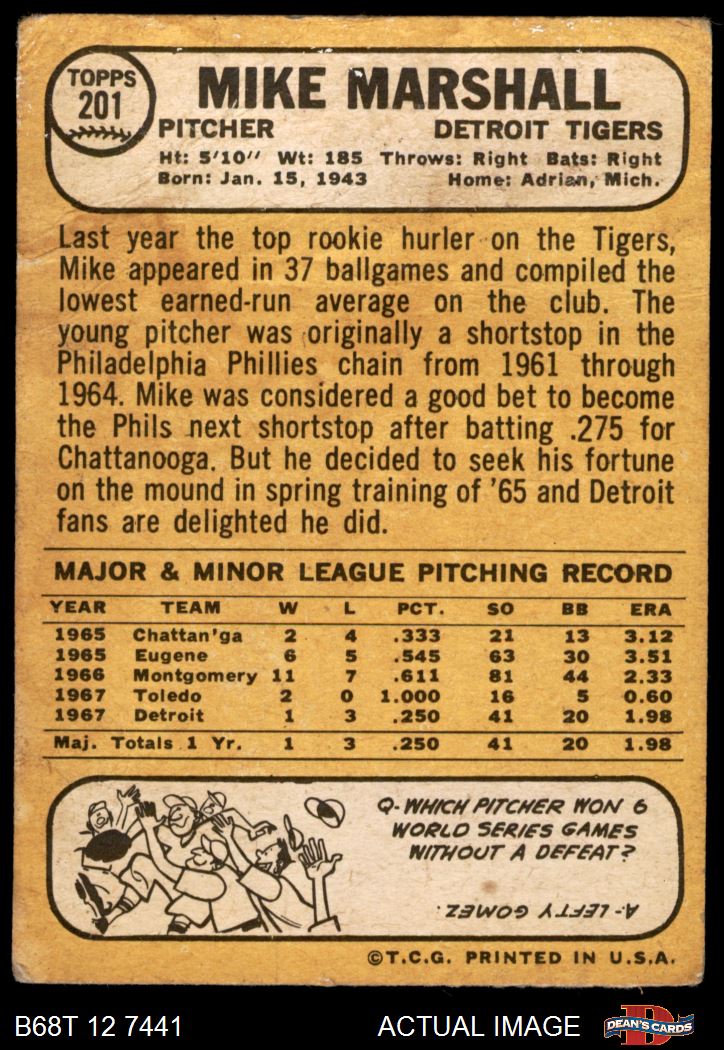 TOPPS
201
MIKE MARSHALL
PITCHER DETROIT TIGERS
Ht: 5'10" Wt: 185 Throws: Right Bats: Right
Born: Jan. 15, 1943 Home: Adrian, Mich.
Last year the top rookie hurler on the Tigers,
Mike appeared in 37 ballgames and compiled the
lowest earned-run average on the club. The
young pitcher was originally a shortstop in the
Philadelphia Phillies chain from 1961 through
1964. Mike was considered a good bet to become
the Phils next shortstop after batting .275 for
Chattanooga. But he decided to seek his fortune
on the mound in spring training of '65 and Detroit
fans are delighted he did.
MAJOR & MINOR LEAGUE PITCHING RECORD
YEAR TEAM W L PCT. SO BB ERA
1965 Chattan'ga 2 4 .333 21 13 3.12
1965 Eugene 6 5 .545 63 30 3.51
1966 Montgomery 11 7 .611 81 44 2.33
1967 Toledo 2 0 1.000 16 5 0.60
1967 Detroit 1 3 .250 41 20 1.98
Maj. Totals 1 Yr. 1 3 .250 41 20 1.98
Q- WHICH PITCHER WON 6
WORLD SERIES GAMES
WITHOUT A DEFEAT?
A- LEFTY GOMEZ.
©T.C.G. PRINTED IN U.S.A.
B68T 12 7441 ACTUAL IMAGE
D
DEAN'S CARDS